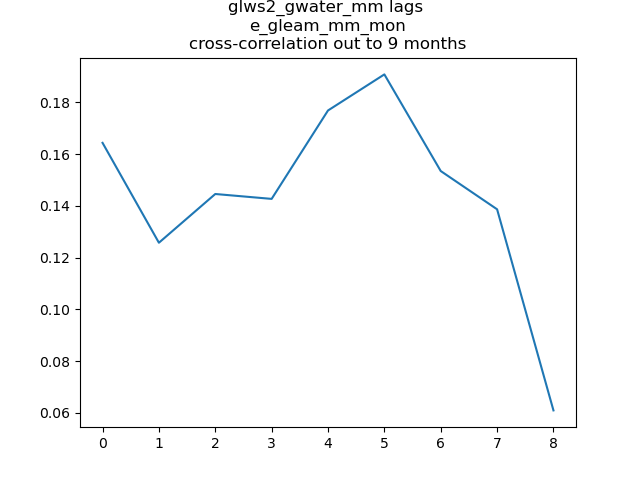 glws2_gwater_mm lags
e_gleam_mm_mon
cross-correlation out to 9 months
0.18
0.16
0.14
0.12
0.10
0.08
0.06
0 1 2 3 4 5 6 7 8